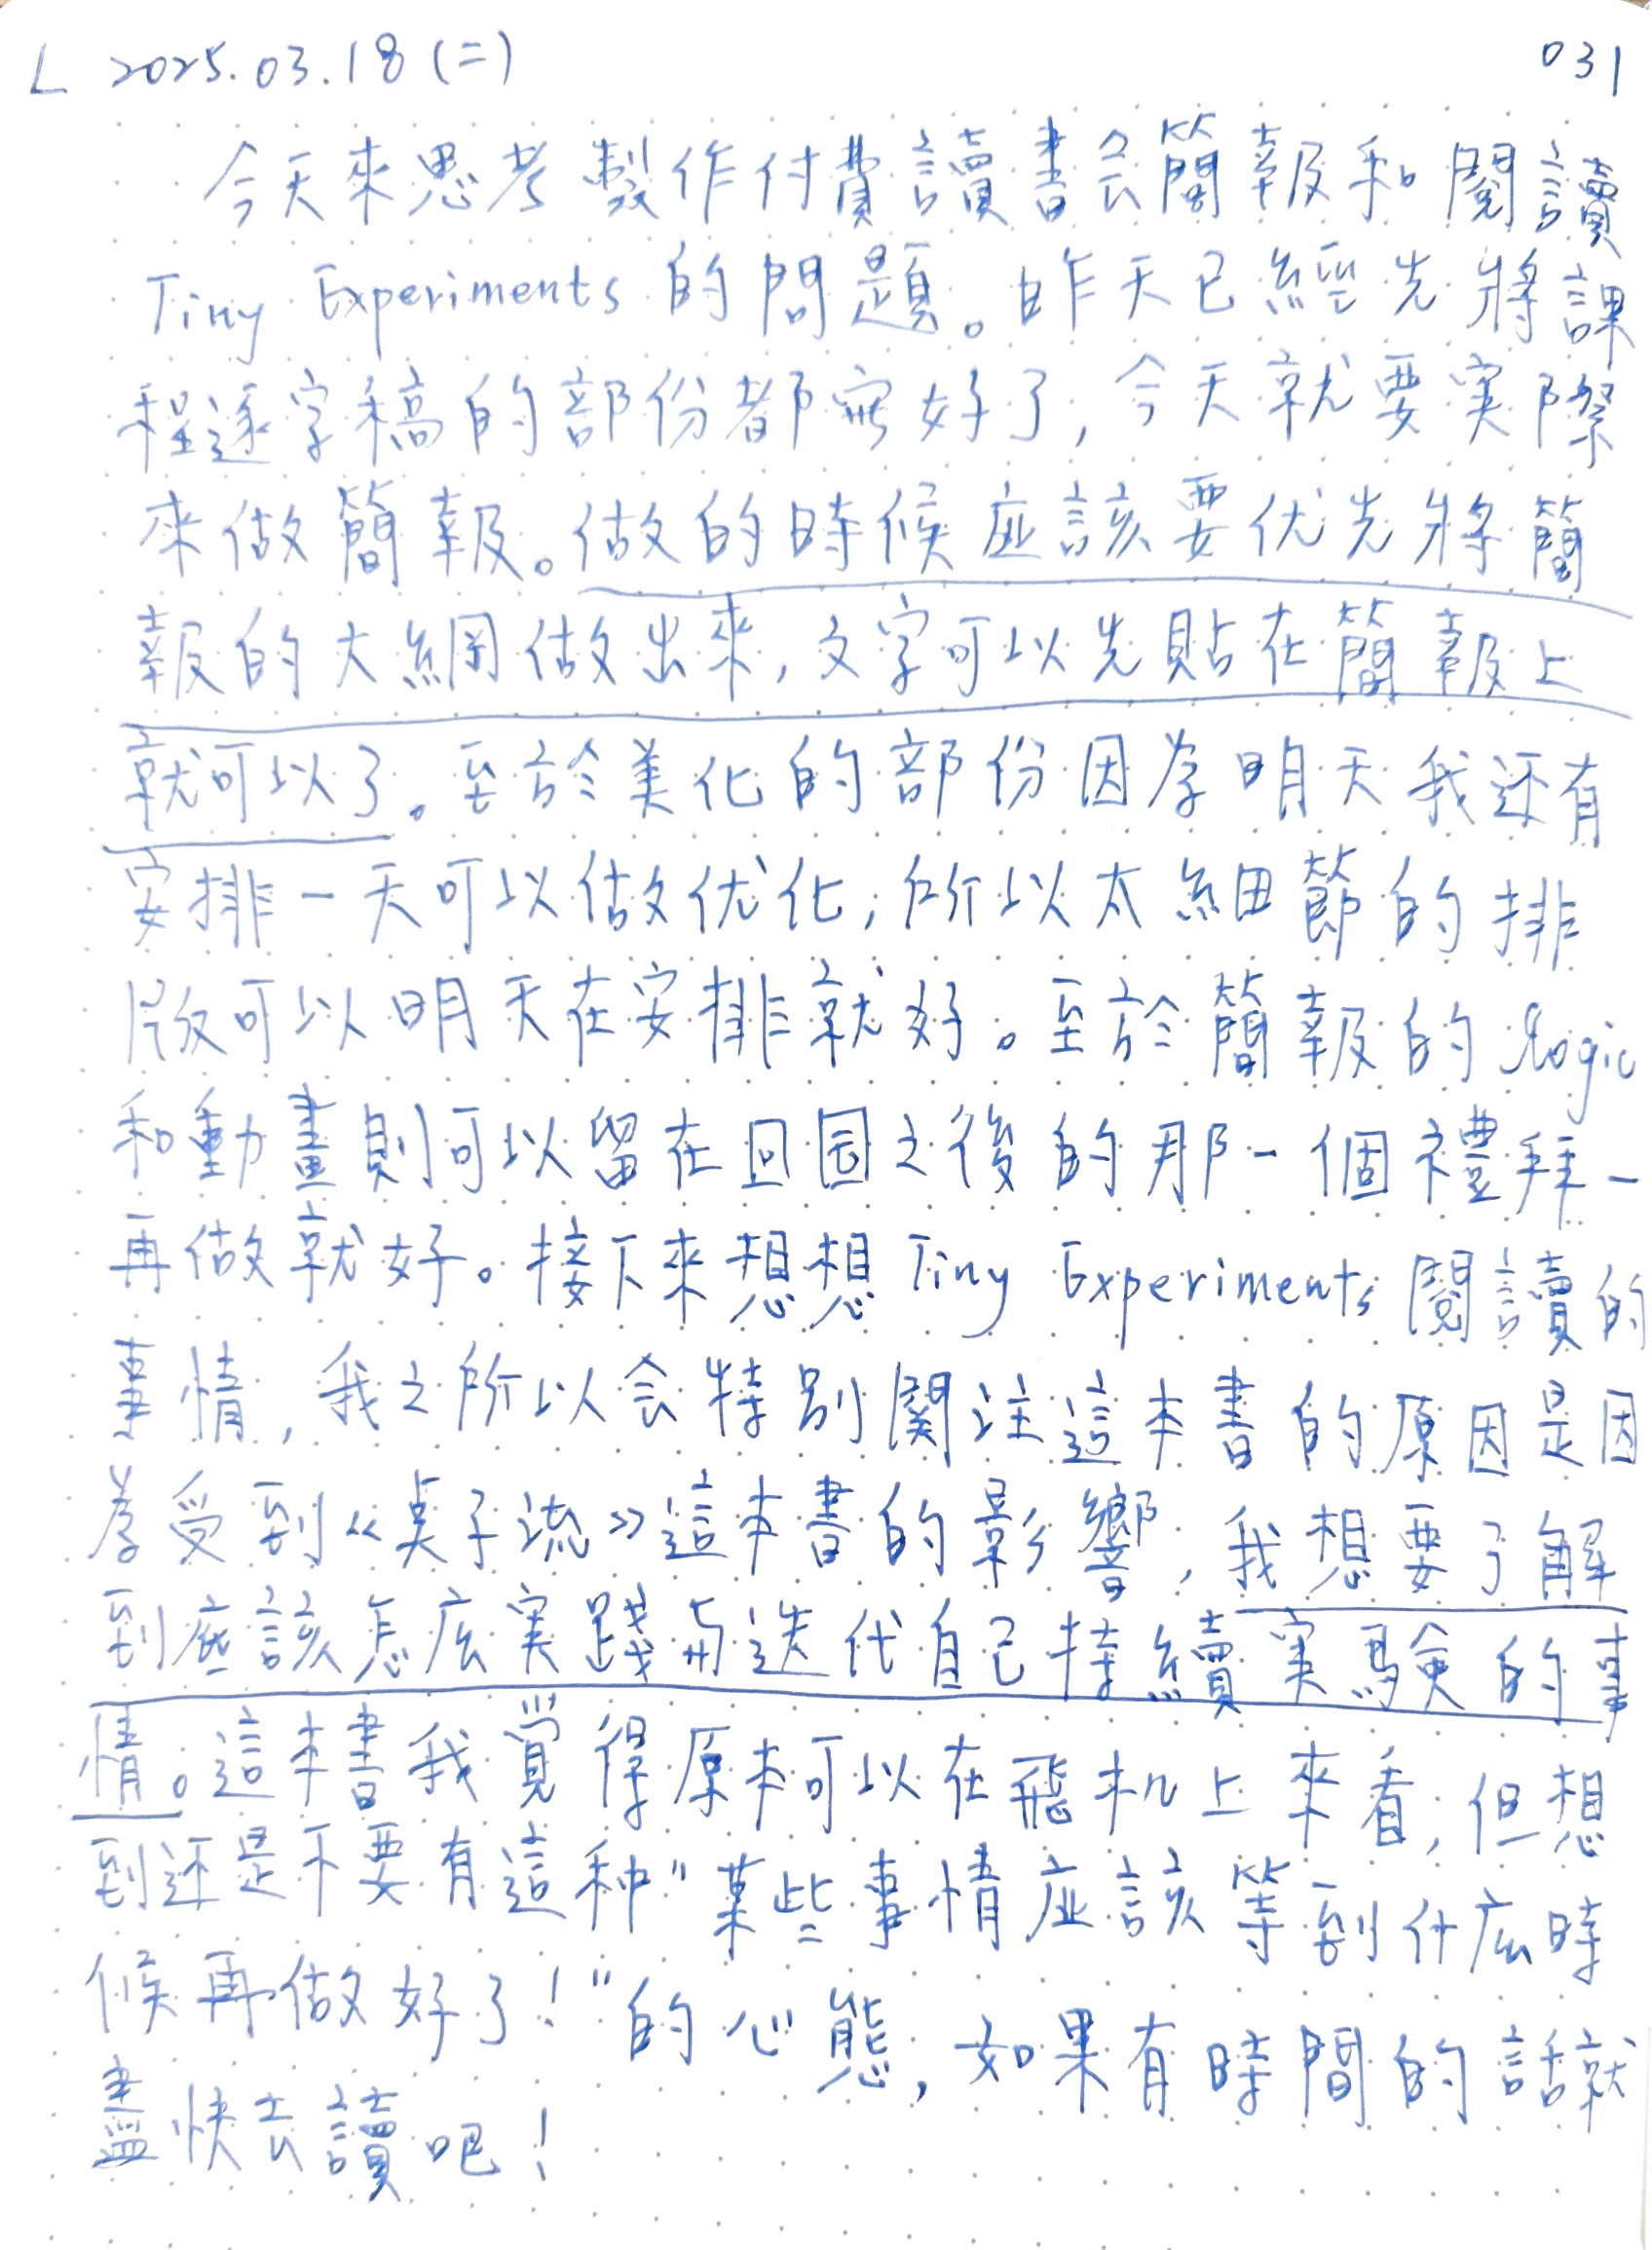 L 2025.03.18 (二) 031
今天來思考製作付費讀書会簡報和閱讀
Tiny Experiments 的問題。昨天已經先將課
程逐字稿的部份都寫好了,今天就要実際
來做簡報。做的時候应該要优先將簡
報的大綱做出來,文字可以先貼在簡報上
就可以了。至於美化的部份因為明天我还有
安排一天可以做优化,所以太細節的排
版可以明天在安排就好。至於簡報的 logic
和動畫則可以留在回国之後的那一個禮拜一
再做就好。接下來想想 Tiny Experiments 閱讀的
事情,我之所以会特別關注這本書的原因是因
為受到《桌子流》這本書的影響,我想要了解
到底該怎庅実踐与迭代自己持續実驗的事
情。這本書我覚得原本可以在飛机上來看,但想
到还是不要有這种"某些事情应該等到什庅時
候再做好了!"的心態,如果有時間的話就
盡快去讀吧!